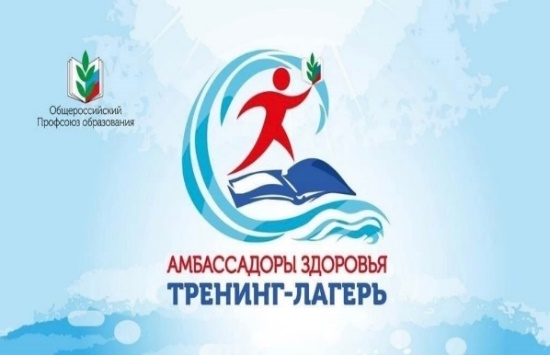 Общероссийский
Профсоюз образования
АМБАССАДОРЫ ЗДОРОВЬЯ
ТРЕНИНГ-ЛАГЕРЬ